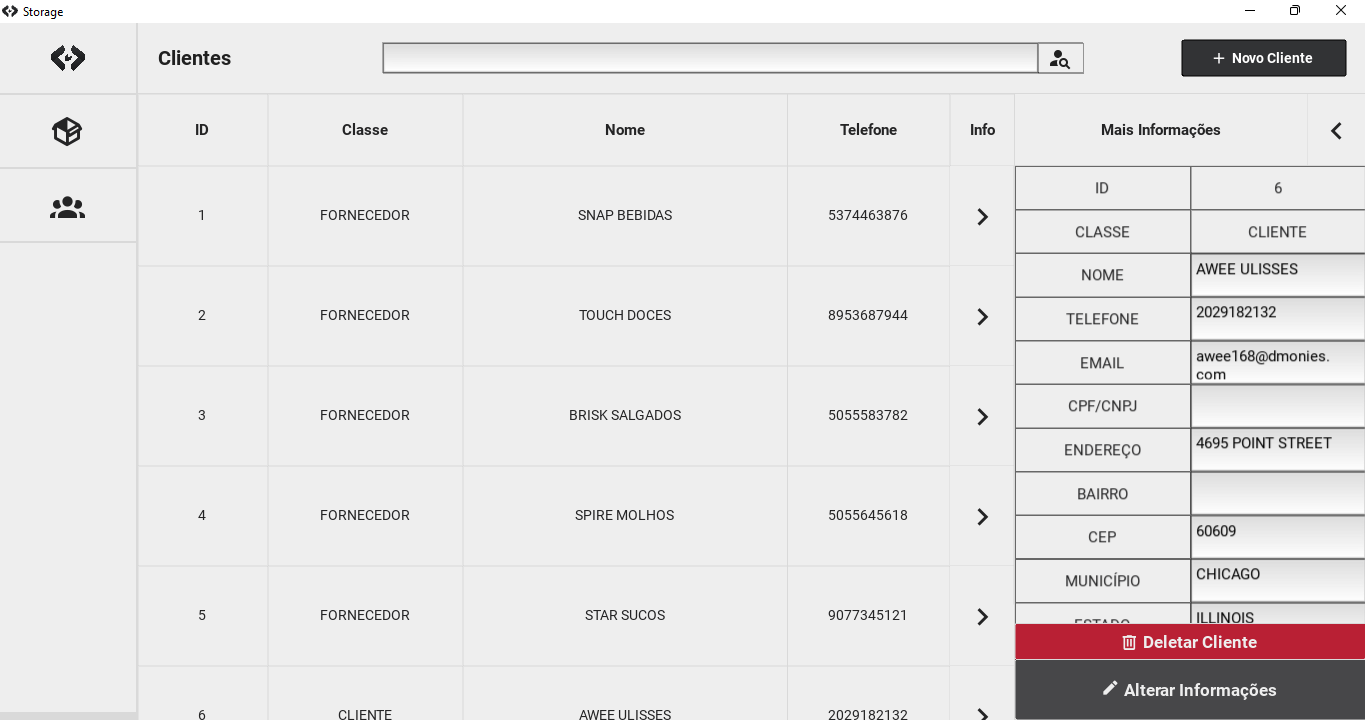 Storage
Clientes
+ Novo Cliente
ID Classe Nome Telefone Info
1 FORNECEDOR SNAP BEBIDAS 5374463876
2 FORNECEDOR TOUCH DOCES 8953687944
3 FORNECEDOR BRISK SALGADOS 5055583782
4 FORNECEDOR SPIRE MOLHOS 5055645618
5 FORNECEDOR STAR SUCOS 9077345121
6 CLIENTE AWEE ULISSES 2029182132
Mais Informações
ID 6
CLASSE CLIENTE
NOME AWEE ULISSES
TELEFONE 2029182132
EMAIL awee168@dmonies.
com
CPF/CNPJ
ENDEREÇO 4695 POINT STREET
BAIRRO
CEP 60609
MUNICÍPIO CHICAGO
ESTADO ILLINOIS
Deletar Cliente
Alterar Informações